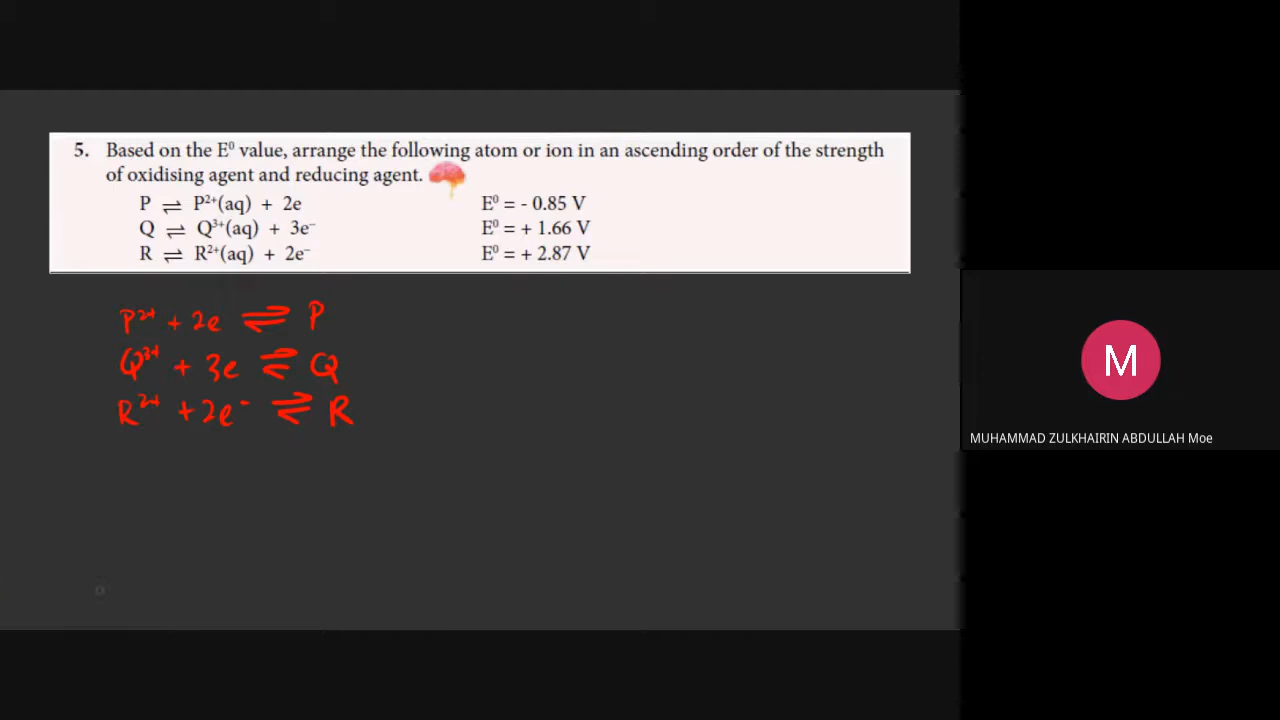 5. Based on the E⁰ value, arrange the following atom or ion in an ascending order of the strength
of oxidising agent and reducing agent.
P ⇌ P²⁺(aq) + 2e E⁰ = - 0.85 V
Q ⇌ Q³⁺(aq) + 3e⁻ E⁰ = + 1.66 V
R ⇌ R²⁺(aq) + 2e⁻ E⁰ = + 2.87 V
P²⁺ + 2e ⇌ P
Q³⁺ + 3e ⇌ Q
R²⁺ + 2e⁻ ⇌ R
M
MUHAMMAD ZULKHAIRIN ABDULLAH Moe